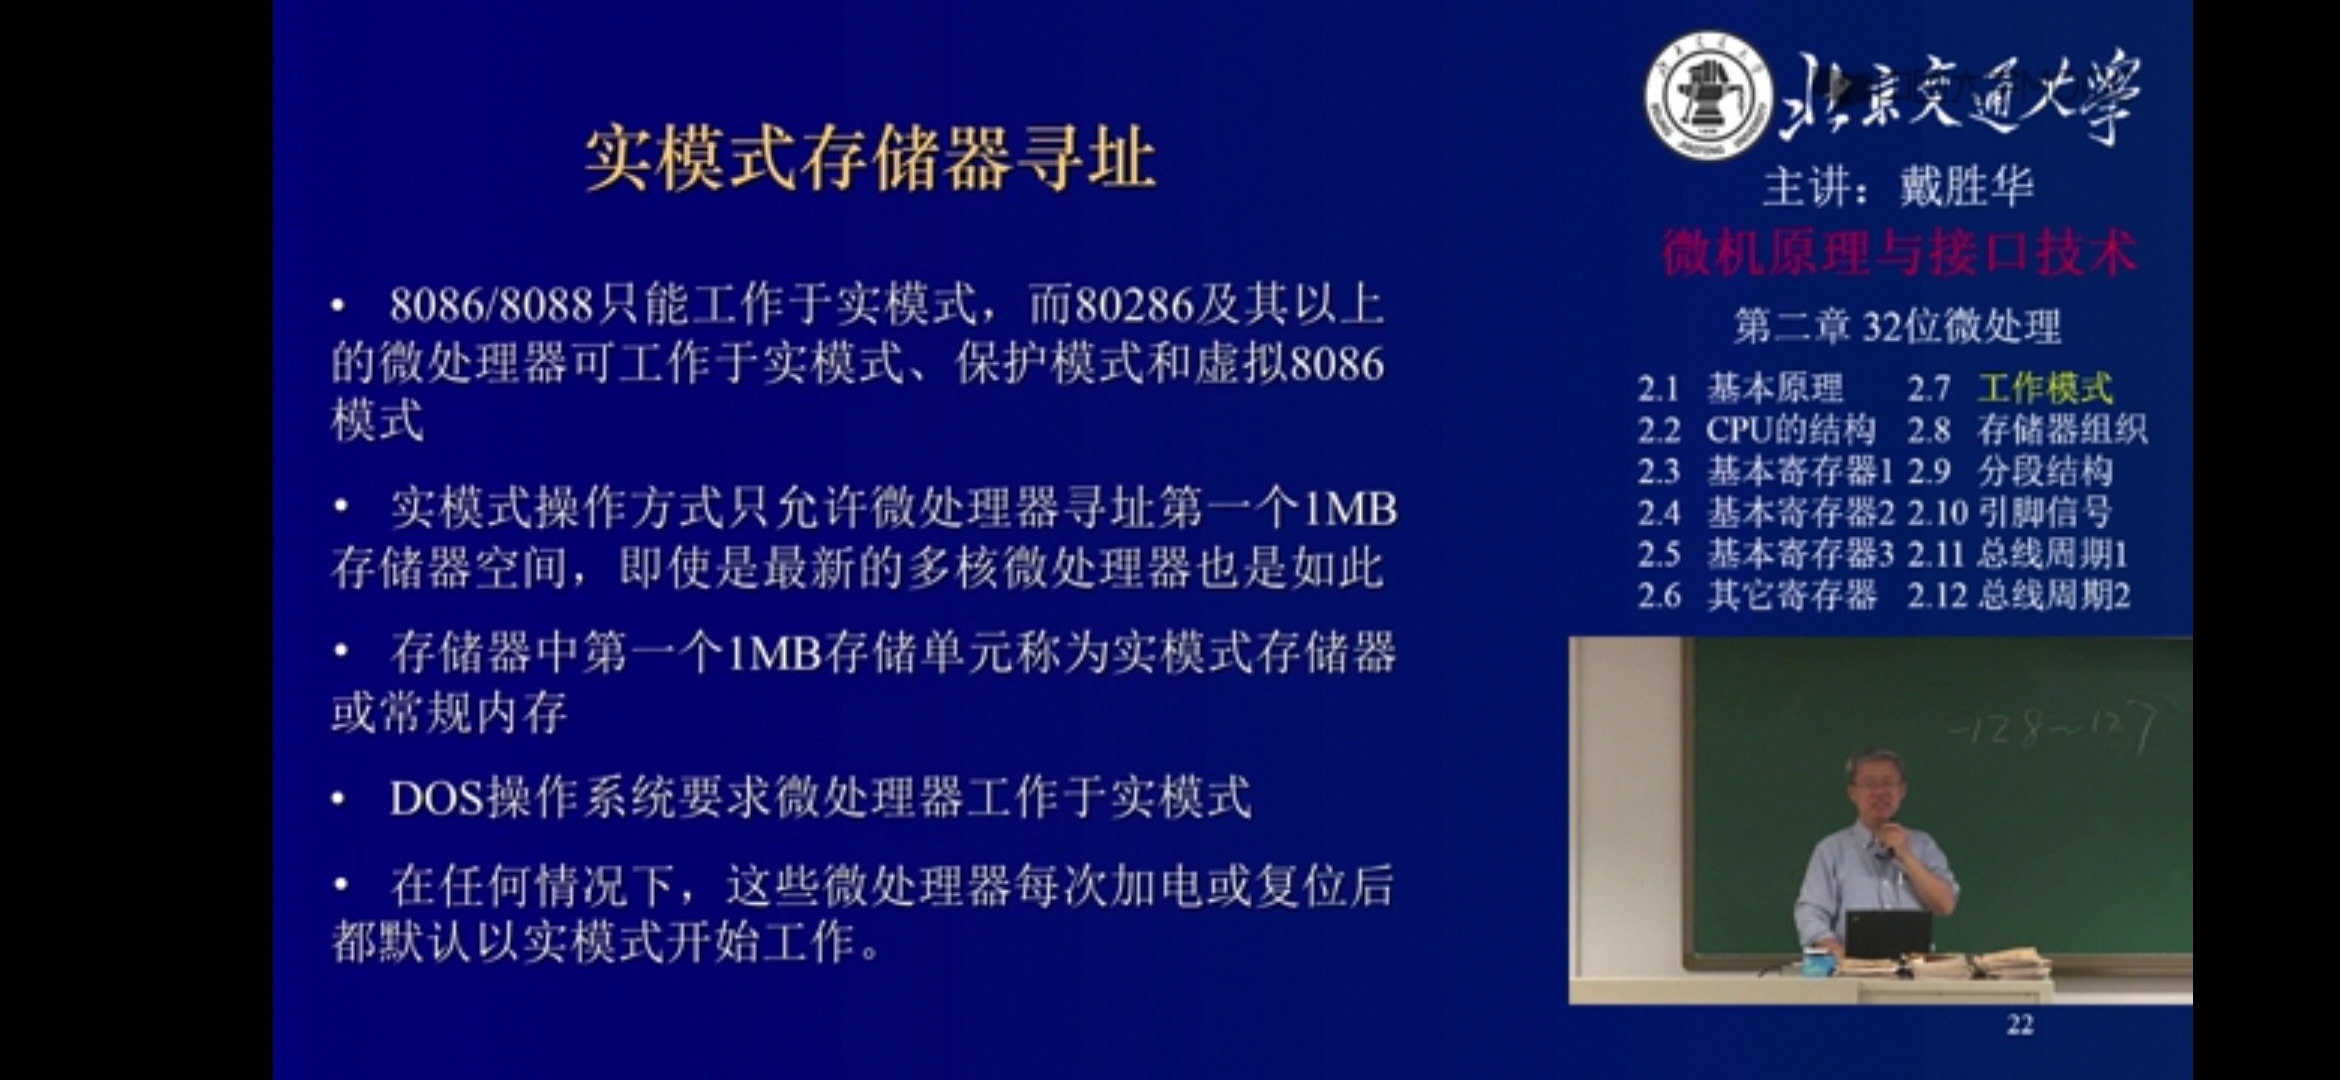 实模式存储器寻址
• 8086/8088只能工作于实模式，而80286及其以上
的微处理器可工作于实模式、保护模式和虚拟8086
模式
• 实模式操作方式只允许微处理器寻址第一个1MB
存储器空间，即使是最新的多核微处理器也是如此
• 存储器中第一个1MB存储单元称为实模式存储器
或常规内存
• DOS操作系统要求微处理器工作于实模式
• 在任何情况下，这些微处理器每次加电或复位后
都默认以实模式开始工作。
北京交通大学
主讲：戴胜华
微机原理与接口技术
第二章 32位微处理
2.1 基本原理 2.7 工作模式
2.2 CPU的结构 2.8 存储器组织
2.3 基本寄存器1 2.9 分段结构
2.4 基本寄存器2 2.10 引脚信号
2.5 基本寄存器3 2.11 总线周期1
2.6 其它寄存器 2.12 总线周期2
-128~127
22